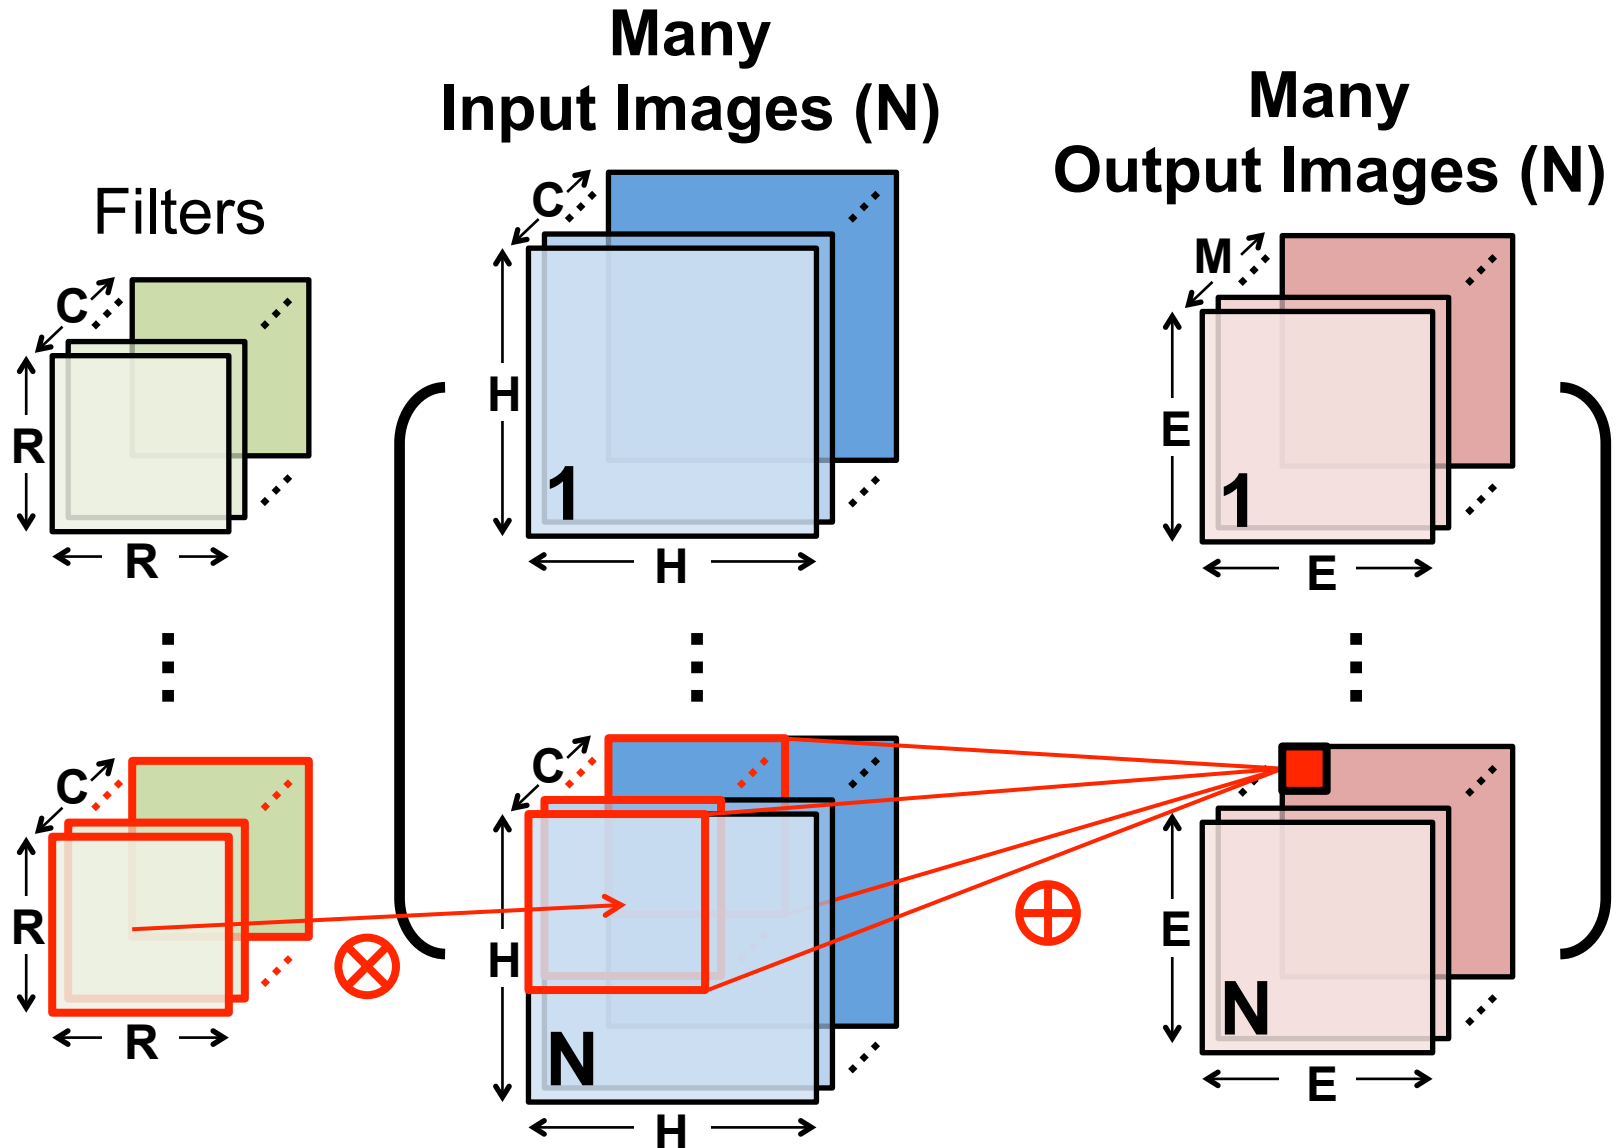 Many
Input Images (N)
Many
Output Images (N)
Filters
C
R
R
C
H
1
H
M
E
1
E
C
R
R
C
H
N
H
E
N
E